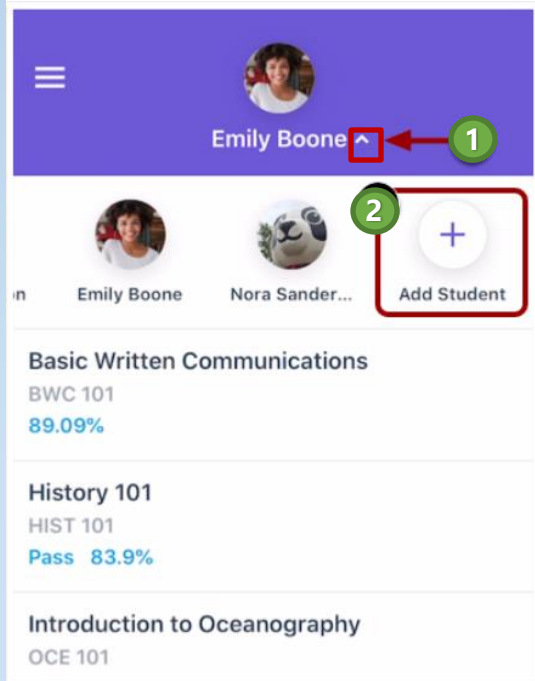 Emily Boone
1
2
n Emily Boone Nora Sander... Add Student
Basic Written Communications
BWC 101
89.09%
History 101
HIST 101
Pass 83.9%
Introduction to Oceanography
OCE 101